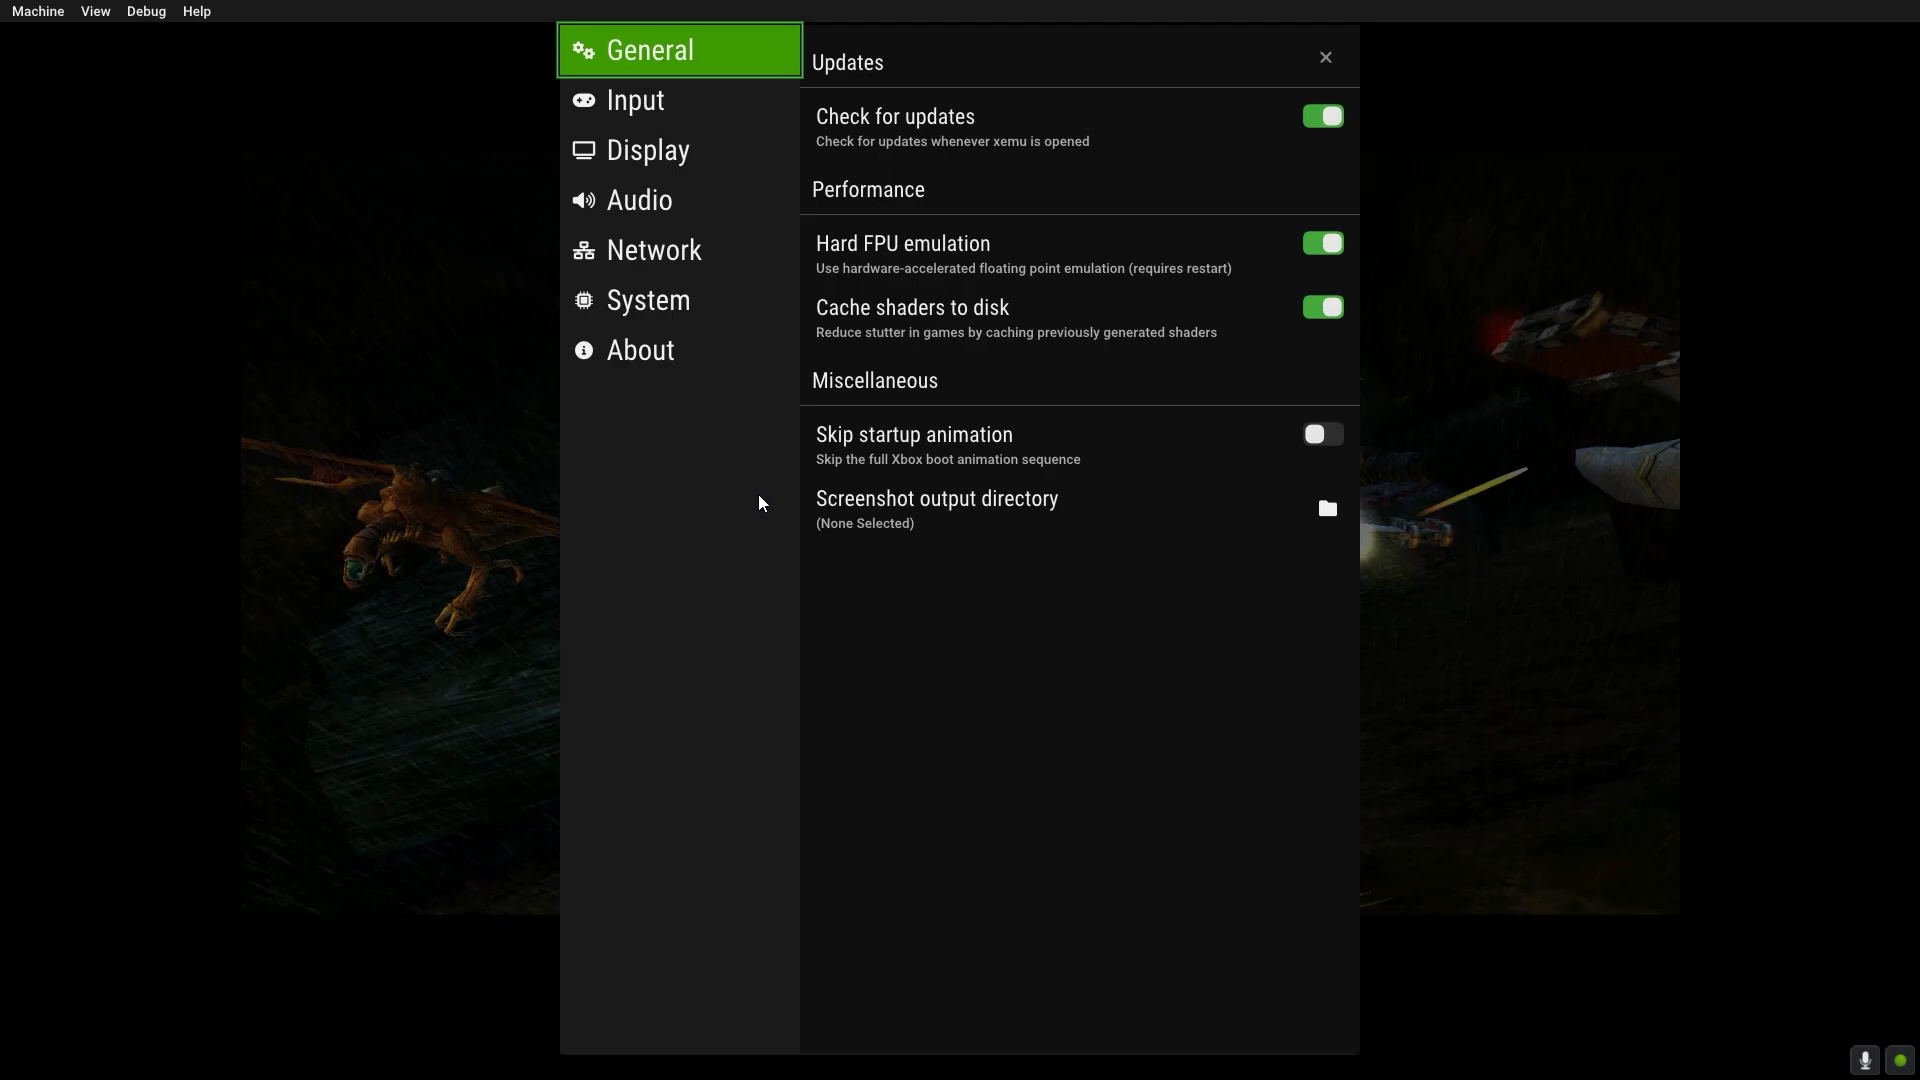 Machine View Debug Help
General
Input
Display
Audio
Network
System
About
Updates
Check for updates
Check for updates whenever xemu is opened
Performance
Hard FPU emulation
Use hardware-accelerated floating point emulation (requires restart)
Cache shaders to disk
Reduce stutter in games by caching previously generated shaders
Miscellaneous
Skip startup animation
Skip the full Xbox boot animation sequence
Screenshot output directory
(None Selected)